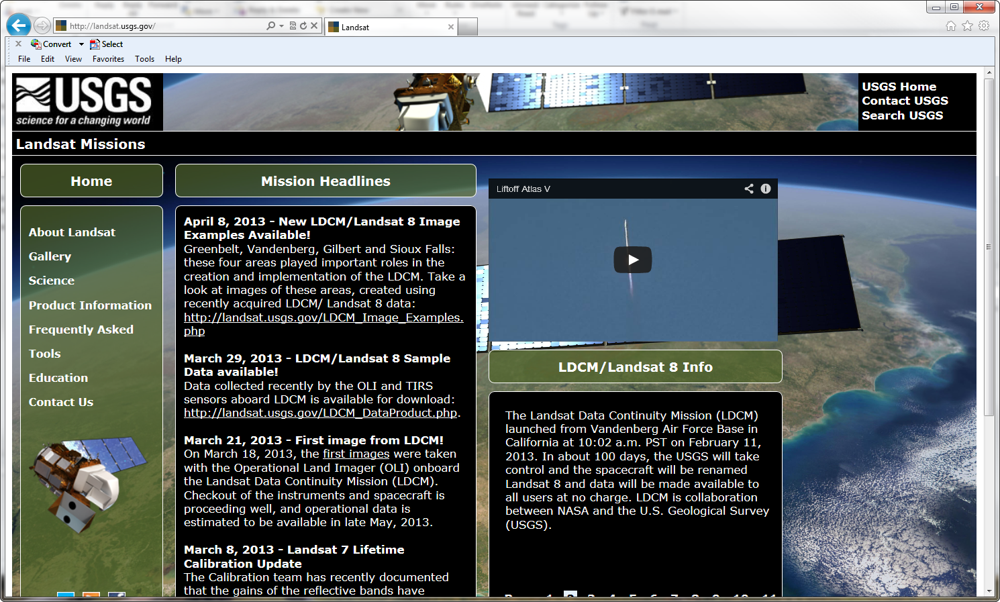 http://landsat.usgs.gov/
Landsat
Convert
Select
File Edit View Favorites Tools Help
USGS
science for a changing world
USGS Home
Contact USGS
Search USGS
Landsat Missions
Home
About Landsat
Gallery
Science
Product Information
Frequently Asked
Tools
Education
Contact Us
Mission Headlines
April 8, 2013 - New LDCM/Landsat 8 Image
Examples Available!
Greenbelt, Vandenberg, Gilbert and Sioux Falls:
these four areas played important roles in the
creation and implementation of the LDCM. Take a
look at images of these areas, created using
recently acquired LDCM/ Landsat 8 data:
http://landsat.usgs.gov/LDCM_Image_Examples.
php
March 29, 2013 - LDCM/Landsat 8 Sample
Data available!
Data collected recently by the OLI and TIRS
sensors aboard LDCM is available for download:
http://landsat.usgs.gov/LDCM_DataProduct.php.
March 21, 2013 - First image from LDCM!
On March 18, 2013, the first images were taken
with the Operational Land Imager (OLI) onboard
the Landsat Data Continuity Mission (LDCM).
Checkout of the instruments and spacecraft is
proceeding well, and operational data is
estimated to be available in late May, 2013.
March 8, 2013 - Landsat 7 Lifetime
Calibration Update
The Calibration team has recently documented
that the gains of the reflective bands have
Liftoff Atlas V
LDCM/Landsat 8 Info
The Landsat Data Continuity Mission (LDCM)
launched from Vandenberg Air Force Base in
California at 10:02 a.m. PST on February 11,
2013. In about 100 days, the USGS will take
control and the spacecraft will be renamed
Landsat 8 and data will be made available to
all users at no charge. LDCM is collaboration
between NASA and the U.S. Geological Survey
(USGS).